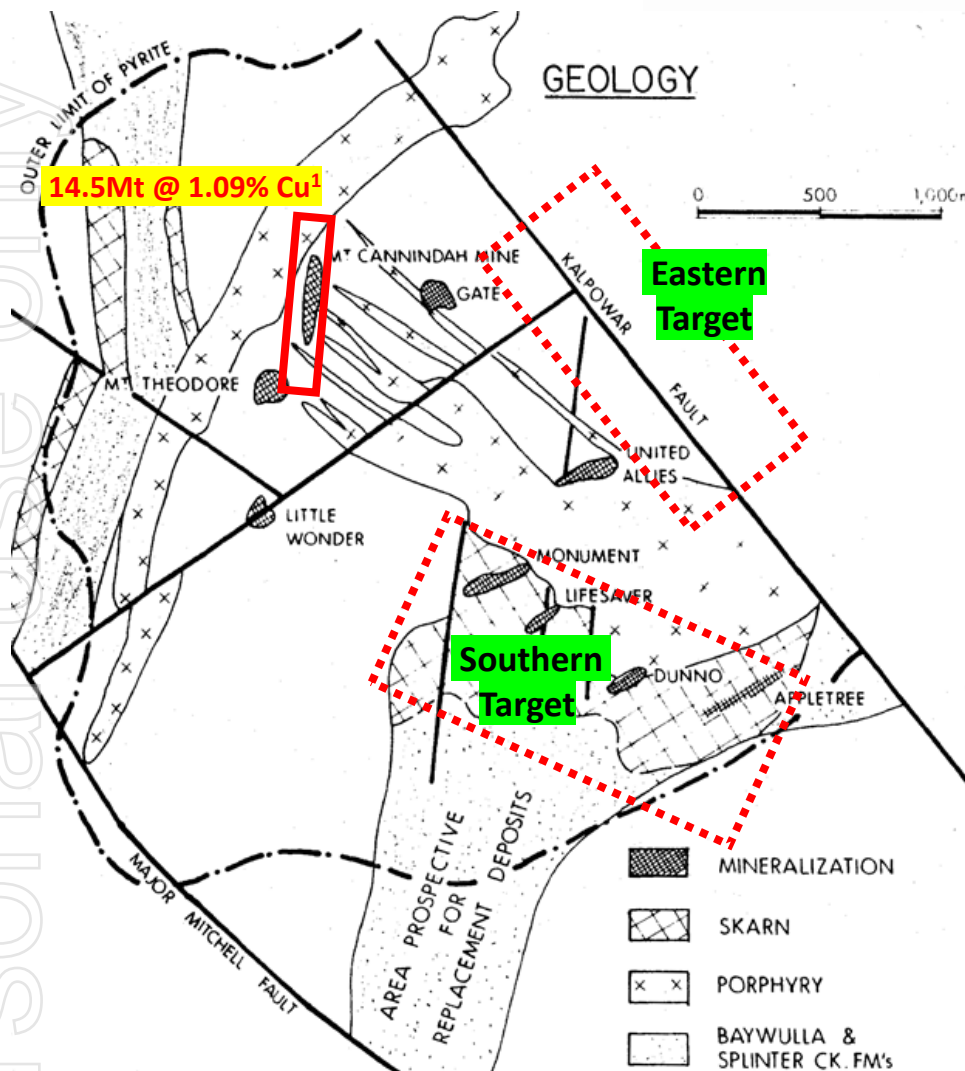 GEOLOGY
OUTER LIMIT OF PYRITE
14.5Mt @ 1.09% Cu¹
0 500 1,000m
MT CANNINDAH MINE
GATE
KALPOWAR
FAULT
Eastern
Target
MT. THEODORE
UNITED
ALLIES
LITTLE
WONDER
MONUMENT
LIFESAVER
Southern
Target
DUNNO
APPLETREE
AREA PROSPECTIVE
FOR
REPLACEMENT DEPOSITS
MAJOR MITCHELL FAULT
MINERALIZATION
SKARN
PORPHYRY
BAYWULLA &
SPLINTER CK. FM's